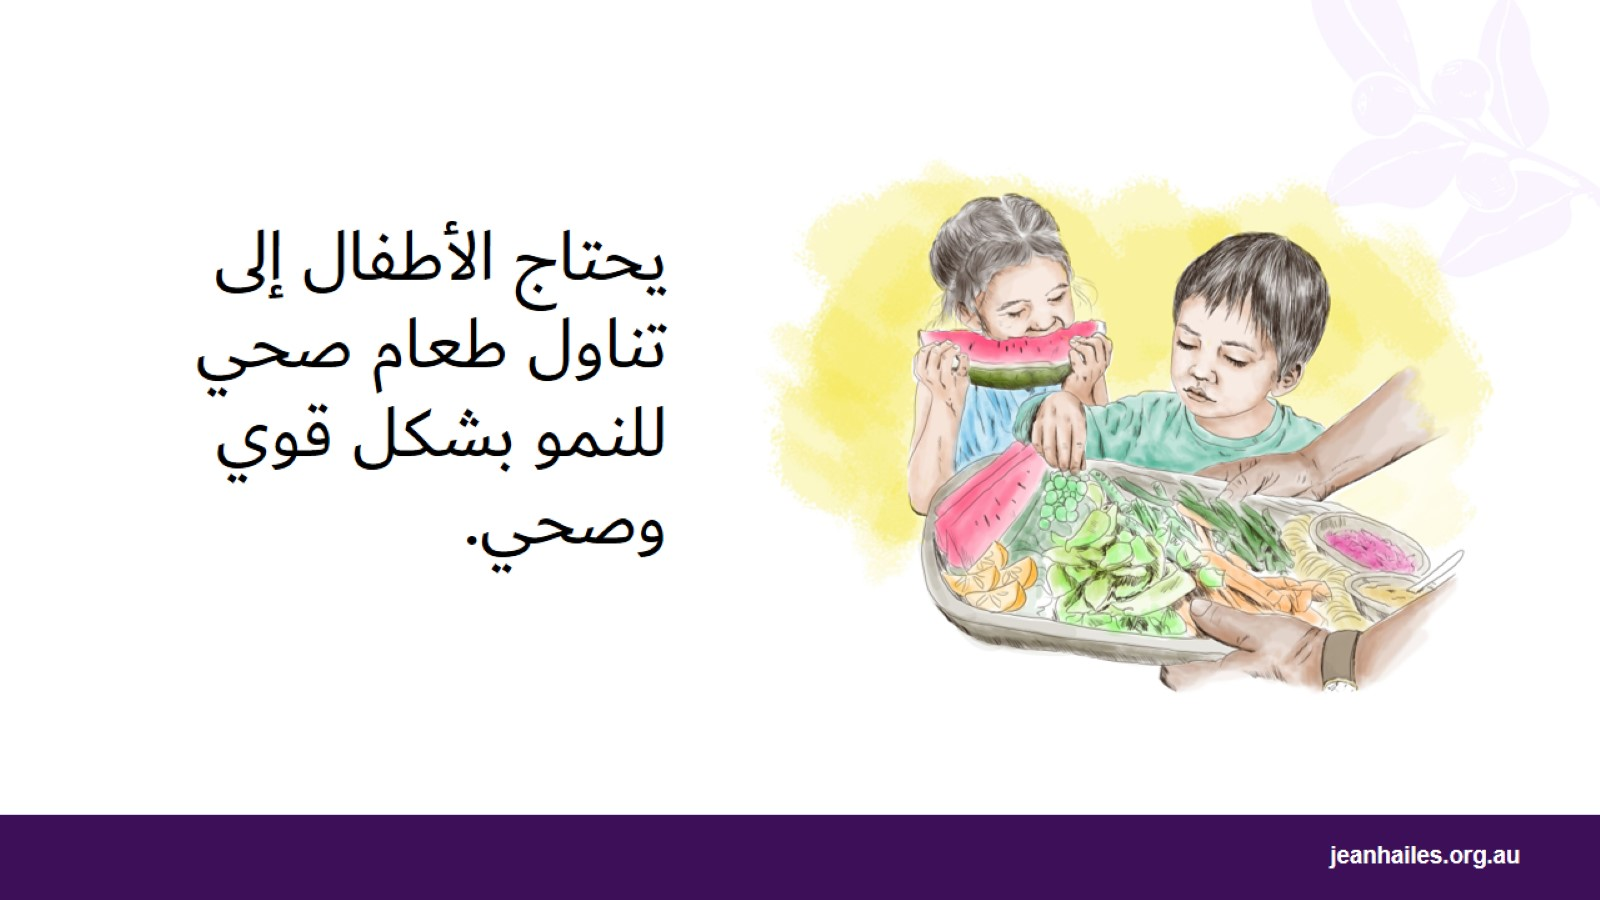 يحتاج الأطفال إلى
تناول طعام صحي
للنمو بشكل قوي
وصحي.
jeanhailes.org.au